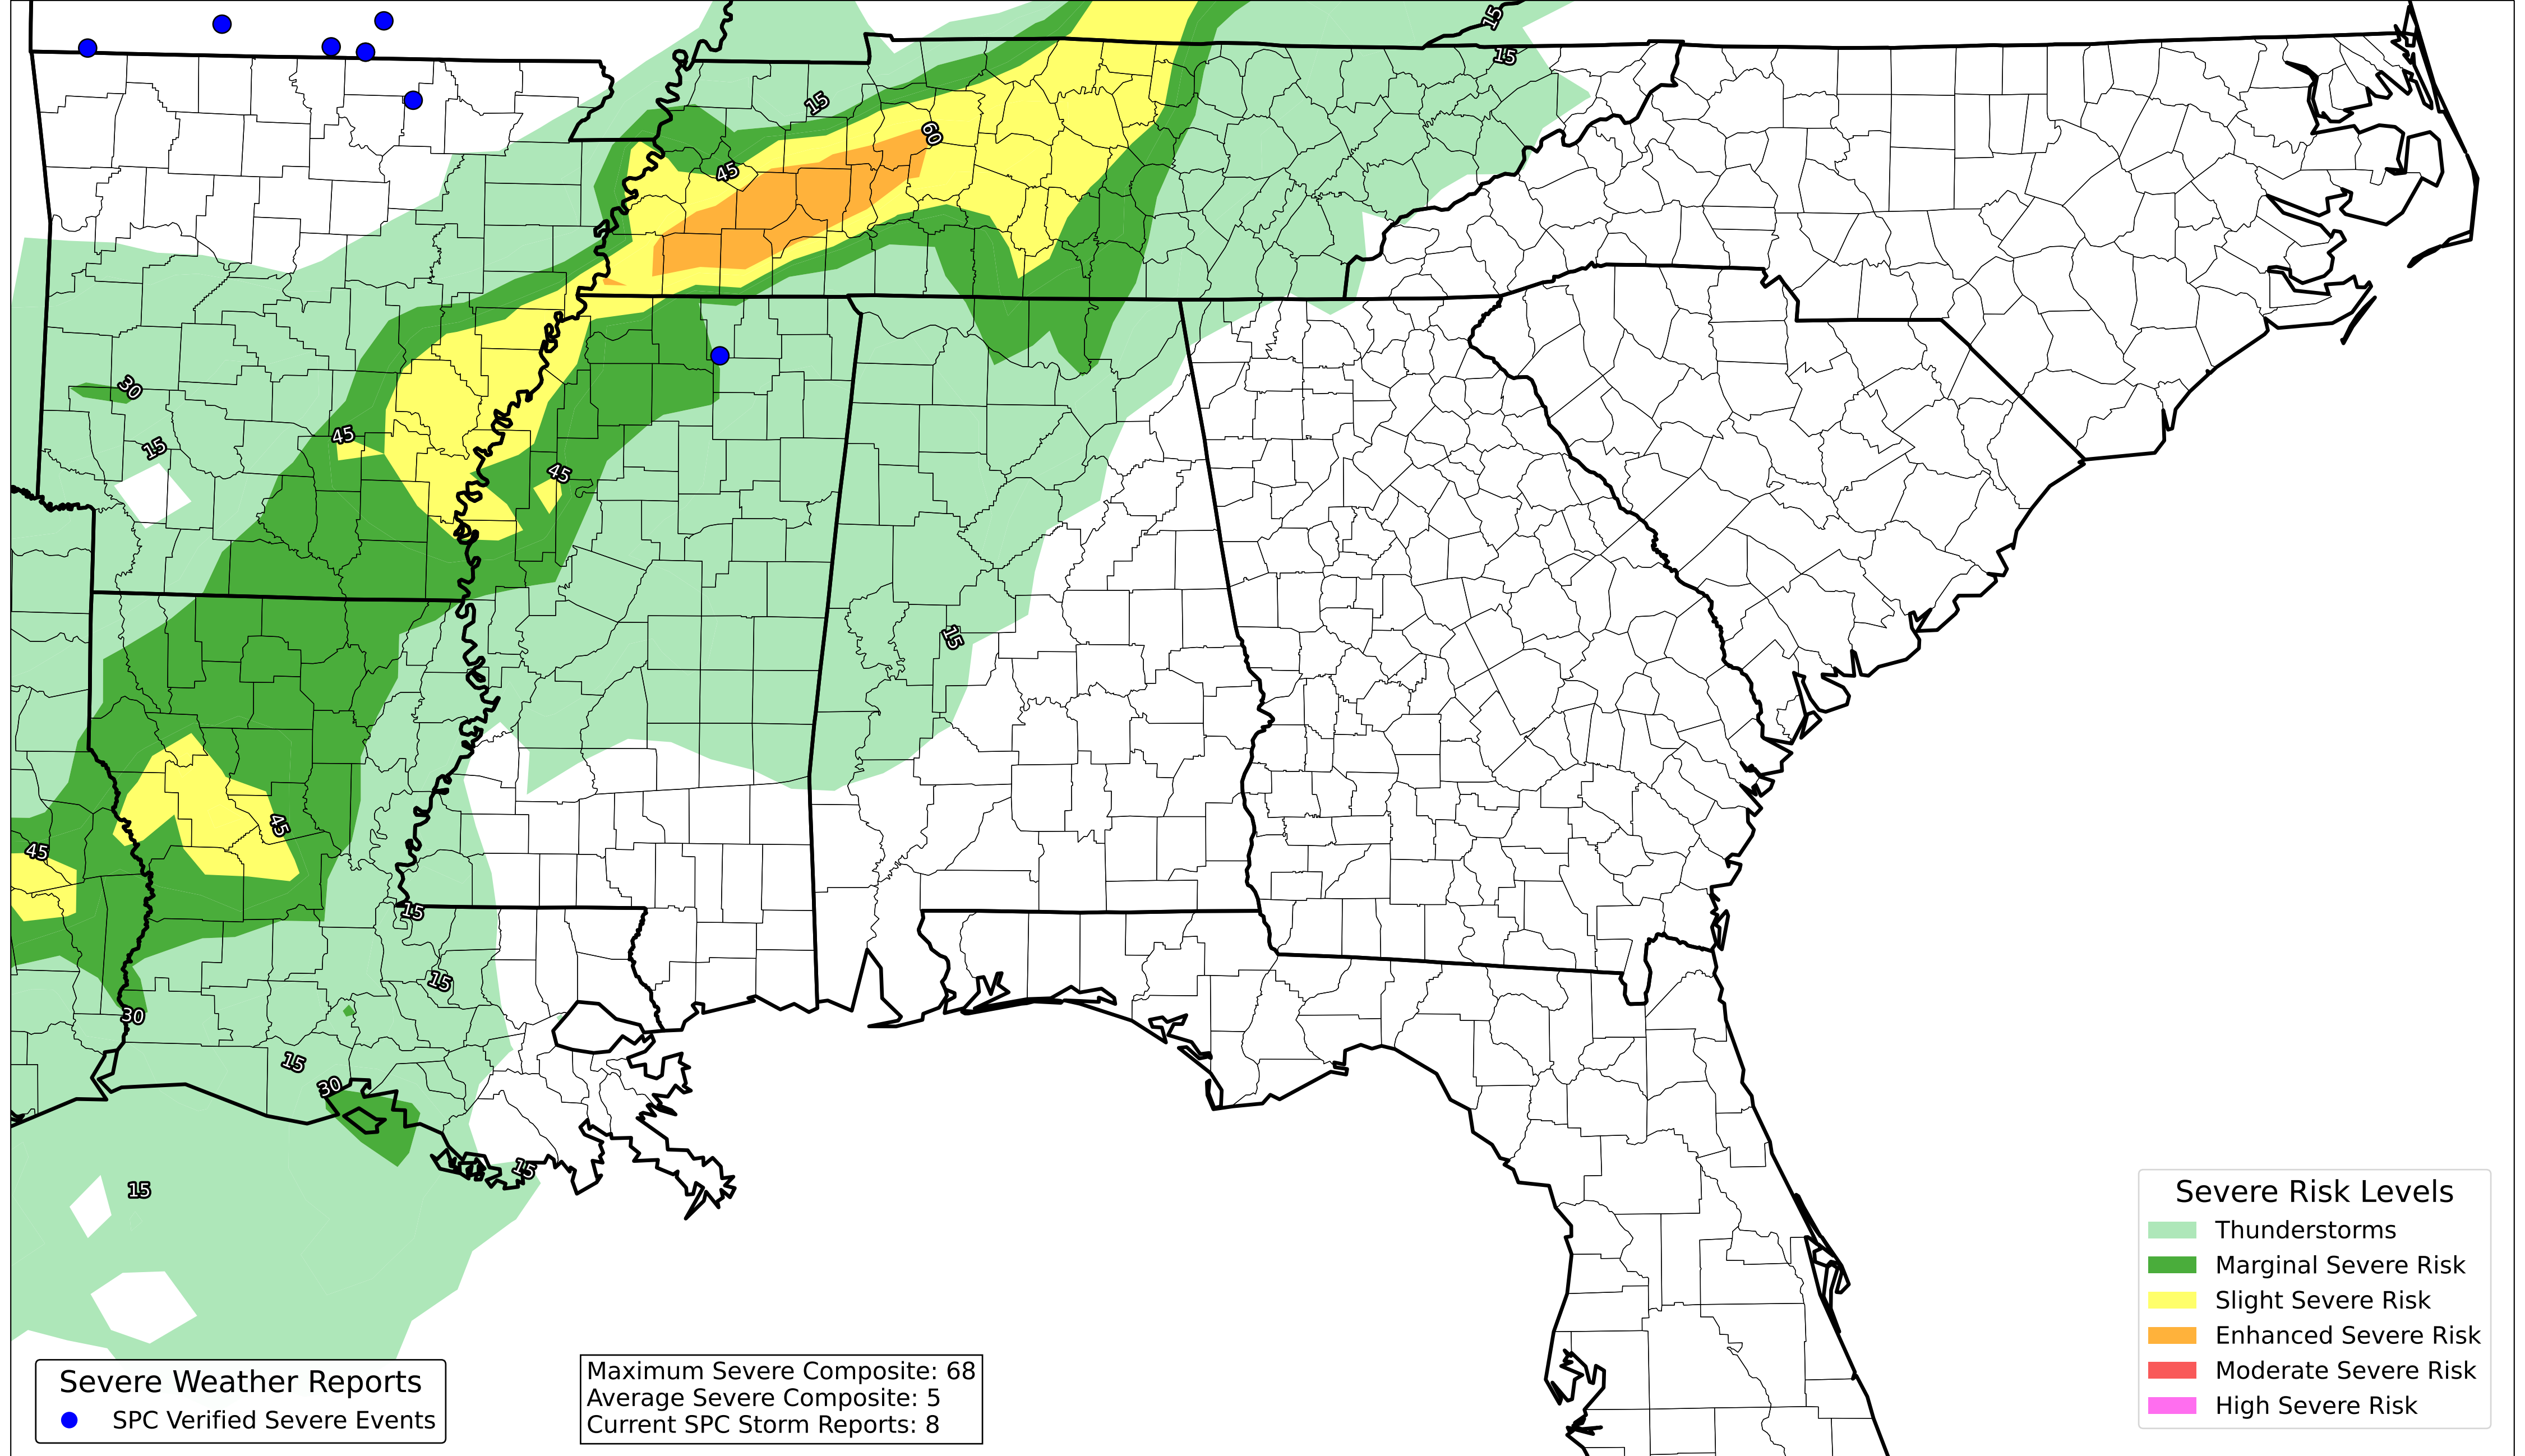 15
15
15
60
45
30
45
15
45
15
45
45
15
15
30
15
30
15
15
Severe Risk Levels
Thunderstorms
Marginal Severe Risk
Slight Severe Risk
Enhanced Severe Risk
Moderate Severe Risk
High Severe Risk
Severe Weather Reports
SPC Verified Severe Events
Maximum Severe Composite: 68
Average Severe Composite: 5
Current SPC Storm Reports: 8